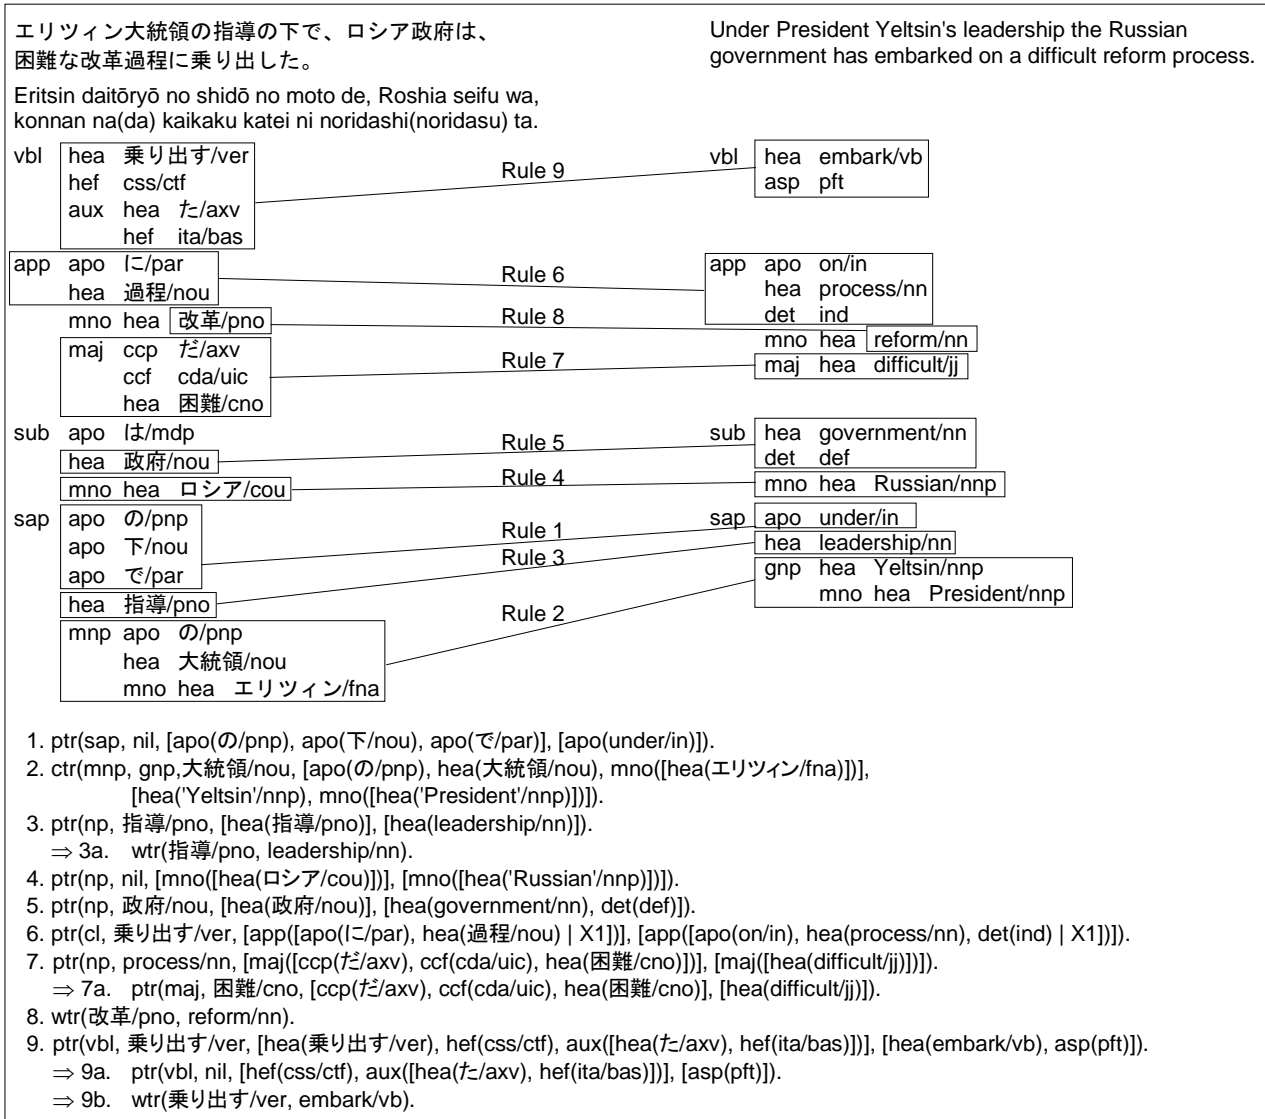 エリツィン大統領の指導の下で、ロシア政府は、
困難な改革過程に乗り出した。
Under President Yeltsin's leadership the Russian
government has embarked on a difficult reform process.
Eritsin daitōryō no shidō no moto de, Roshia seifu wa,
konnan na(da) kaikaku katei ni noridashi(noridasu) ta.
vbl hea 乗り出す/ver Rule 9 vbl hea embark/vb
hef css/ctf asp pft
aux hea た/axv
hef ita/bas
app apo に/par Rule 6 app apo on/in
hea 過程/nou hea process/nn
det ind
mno hea 改革/pno Rule 8 mno hea reform/nn
maj ccp だ/axv Rule 7 maj hea difficult/jj
ccf cda/uic
hea 困難/cno
sub apo は/mdp Rule 5 sub hea government/nn
hea 政府/nou det def
mno hea ロシア/cou Rule 4 mno hea Russian/nnp
sap apo の/pnp Rule 1 sap apo under/in
apo 下/nou Rule 3 hea leadership/nn
apo で/par gnp hea Yeltsin/nnp
hea 指導/pno Rule 2 mno hea President/nnp
mnp apo の/pnp
hea 大統領/nou
mno hea エリツィン/fna
1. ptr(sap, nil, [apo(の/pnp), apo(下/nou), apo(で/par)], [apo(under/in)]).
2. ctr(mnp, gnp,大統領/nou, [apo(の/pnp), hea(大統領/nou), mno([hea(エリツィン/fna)])],
[hea('Yeltsin'/nnp), mno([hea('President'/nnp)])]).
3. ptr(np, 指導/pno, [hea(指導/pno)], [hea(leadership/nn)]).
⇒ 3a. wtr(指導/pno, leadership/nn).
4. ptr(np, nil, [mno([hea(ロシア/cou)])], [mno([hea('Russian'/nnp)])]).
5. ptr(np, 政府/nou, [hea(政府/nou)], [hea(government/nn), det(def)]).
6. ptr(cl, 乗り出す/ver, [app([apo(に/par), hea(過程/nou) | X1])], [app([apo(on/in), hea(process/nn), det(ind) | X1])]).
7. ptr(np, process/nn, [maj([ccp(だ/axv), ccf(cda/uic), hea(困難/cno)])], [maj([hea(difficult/jj)])]).
⇒ 7a. ptr(maj, 困難/cno, [ccp(だ/axv), ccf(cda/uic), hea(困難/cno)], [hea(difficult/jj)]).
8. wtr(改革/pno, reform/nn).
9. ptr(vbl, 乗り出す/ver, [hea(乗り出す/ver), hef(css/ctf), aux([hea(た/axv), hef(ita/bas)])], [hea(embark/vb), asp(pft)]).
⇒ 9a. ptr(vbl, nil, [hef(css/ctf), aux([hea(た/axv), hef(ita/bas)])], [asp(pft)]).
⇒ 9b. wtr(乗り出す/ver, embark/vb).